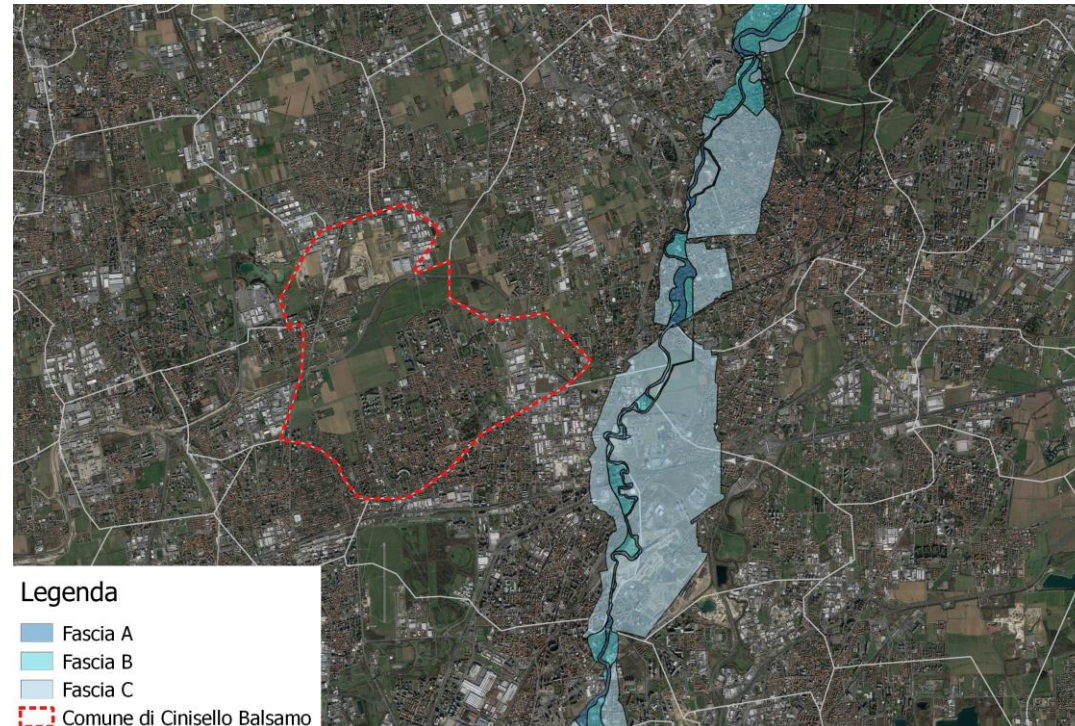 Legenda
Fascia A
Fascia B
Fascia C
Comune di Cinisello Balsamo